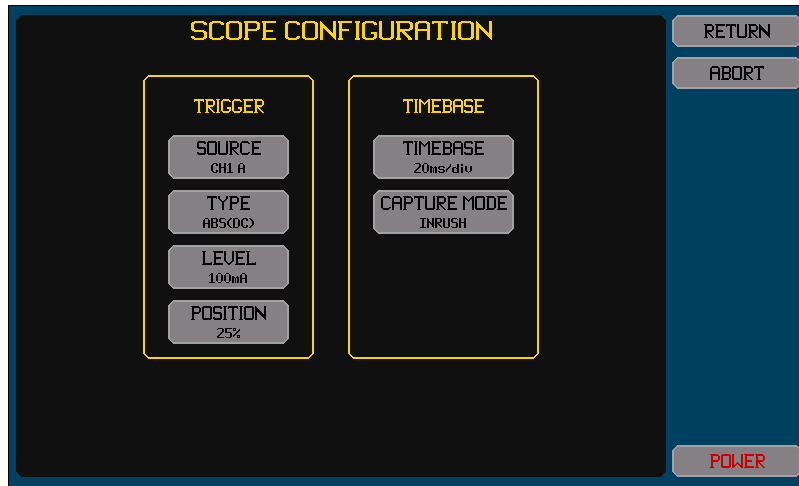 SCOPE CONFIGURATION
TRIGGER
SOURCE
CH1 A
TYPE
ABS(DC)
LEVEL
100mA
POSITION
25%
TIMEBASE
TIMEBASE
20ms/div
CAPTURE MODE
INRUSH
RETURN
ABORT
POWER